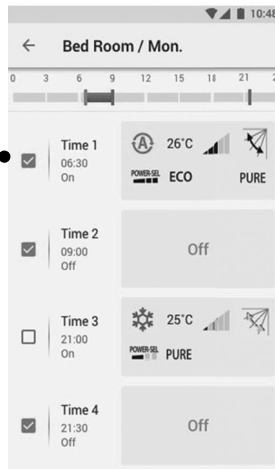 10:48
Bed Room / Mon.
0 3 6 9 12 15 18 21 2
Time 1
06:30
On
A 26°C
POWER-SEL ECO PURE
Time 2
09:00
Off
Off
Time 3
21:00
On
25°C
POWER-SEL PURE
Time 4
21:30
Off
Off